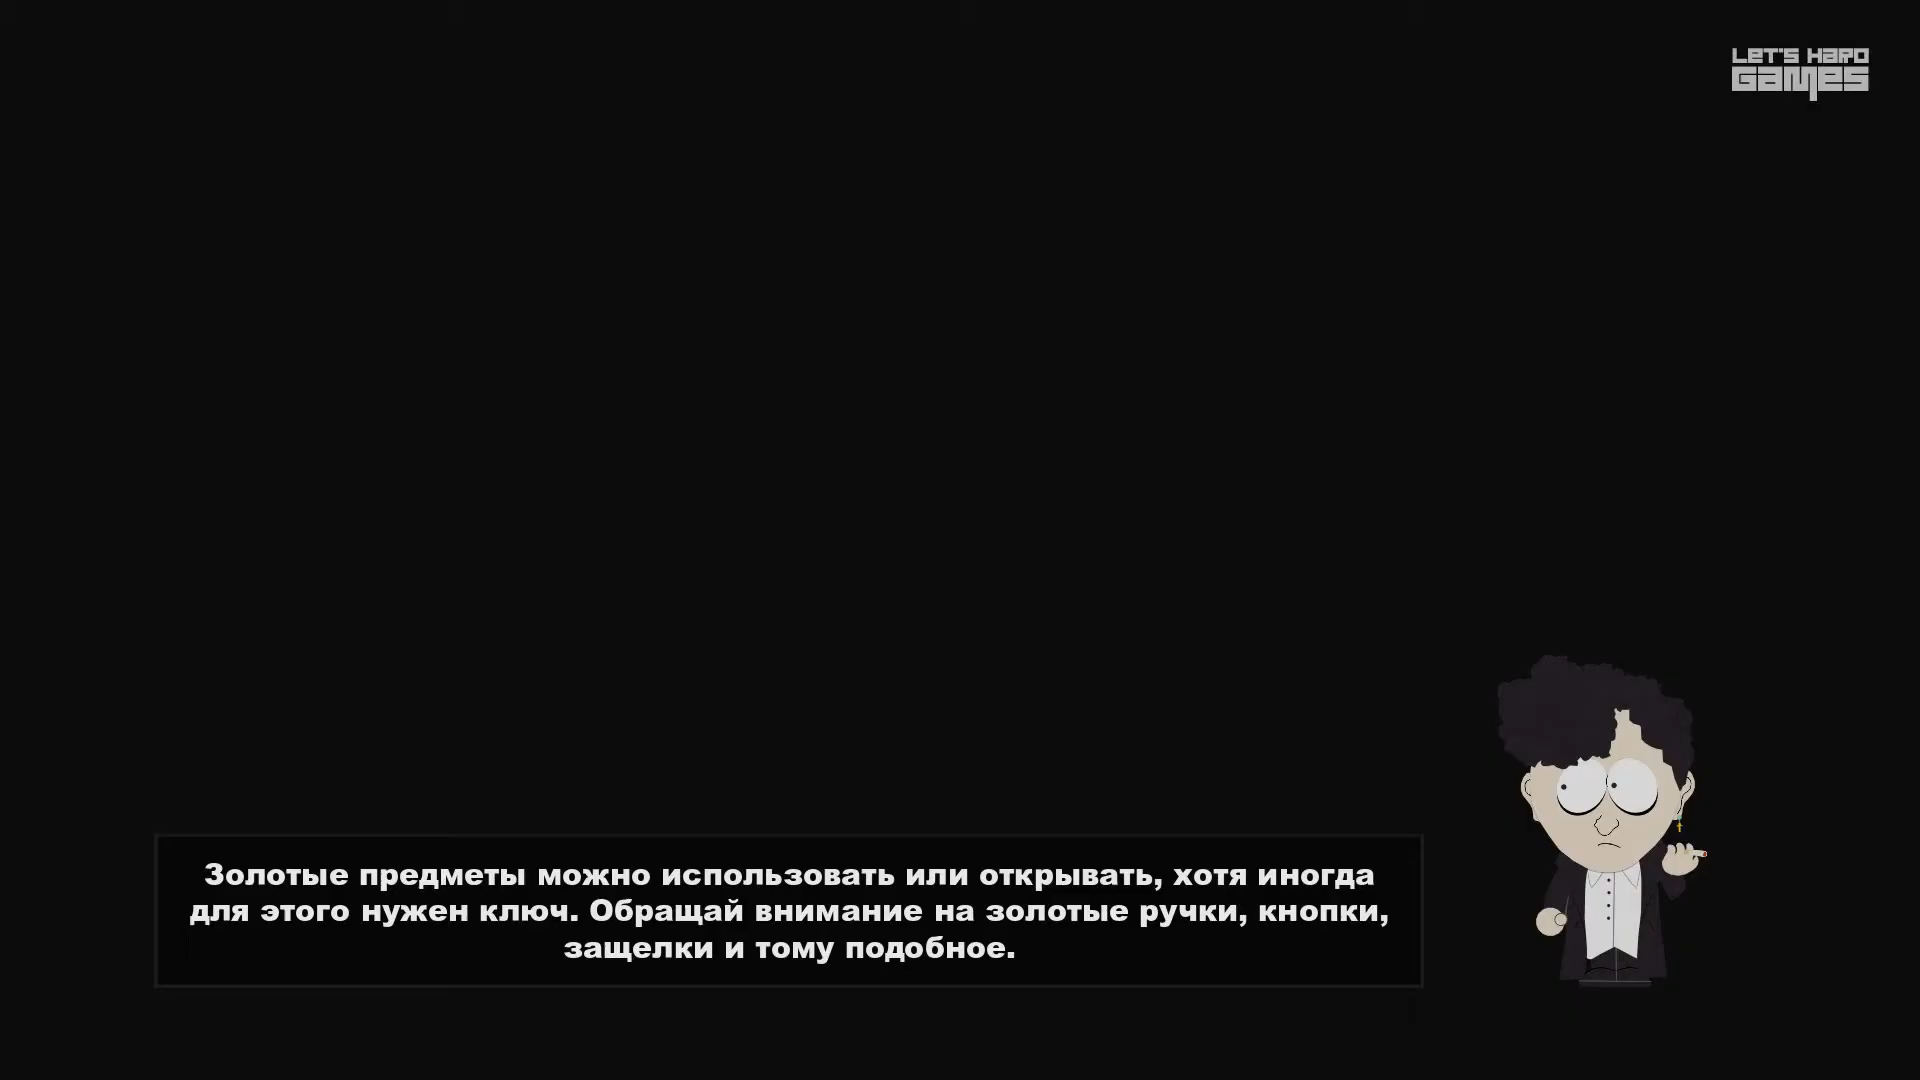 LET'S HARD
GAMES
Золотые предметы можно использовать или открывать, хотя иногда
для этого нужен ключ. Обращай внимание на золотые ручки, кнопки,
защелки и тому подобное.